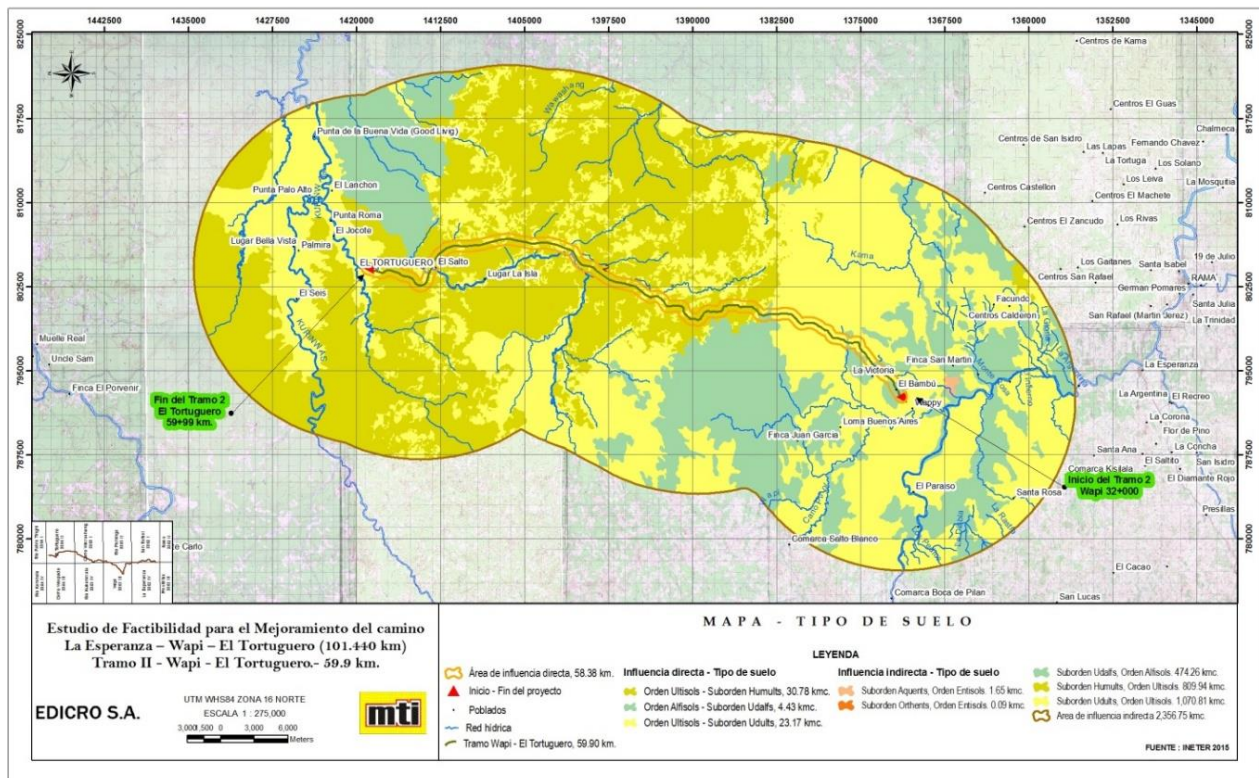 1442500 1435000 1427500 1420000 1412500 1405000 1397500 1390000 1382500 1375000 1367500 1360000 1352500 1345000
825000
817500
810000
802500
795000
787500
780000
825000
817500
810000
802500
795000
787500
780000
Centros de Kama
Centros El Guas
Chalmeca
Centros de San Isidro
Fernando Chavez
Las Lapas
La Tortuga
Los Solano
Los Leiva
La Mosquitia
Centros Castellon
Centros El Machete
Centros El Zancudo
Los Rivas
Wawashang
Punta de la Buena Vida (Good Livig)
El Lanchon
Punta Palo Alto
Punta Roma
El Jocote
Lugar Bella Vista
Palmira
EL TORTUGUERO
El Salto
Lugar La Isla
El Seis
Kama
Los Gaitanes
19 de Julio
Santa Isabel
Centros San Rafael
RAMA
German Pomares
Facundo
Santa Julia
Centros Calderon
San Rafael (Martin Jerez)
La Trinidad
Muelle Real
Uncle Sam
Finca El Porvenir
Finca San Martin
La Victoria
El Bambú
La Esperanza
La Argentina
El Recreo
Loma Buenos Aires
La Corona
Finca Juan Garcia
Flor de Pino
La Concha
Santa Ana
El Saltito
San Isidro
Comarca Kisilala
El Diamante Rojo
El Paraiso
Santa Rosa
Presillas
Comarca Salto Blanco
El Cacao
Comarca Boca de Pilan
San Lucas
Fin del Tramo 2
El Tortuguero
59+99 km.
Inicio del Tramo 2
Wapi 32+000
Estudio de Factibilidad para el Mejoramiento del camino
La Esperanza – Wapi – El Tortuguero (101.440 km)
Tramo II - Wapi - El Tortuguero.- 59.9 km.
UTM WHS84 ZONA 16 NORTE
ESCALA 1 : 275,000
EDICRO S.A.
3,000 1,500 0 3,000 6,000
Meters
mti
MAPA - TIPO DE SUELO
LEYENDA
Área de influencia directa, 58.38 km.
Inicio - Fin del proyecto
Poblados
Red hídrica
Tramo Wapi - El Tortuguero, 59.90 km.
Influencia directa - Tipo de suelo
Orden Ultisols - Suborden Humults, 30.78 kmc.
Orden Alfisols - Suborden Udalfs, 4.43 kmc.
Orden Ultisols - Suborden Udults, 23.17 kmc.
Influencia indirecta - Tipo de suelo
Suborden Aquents, Orden Entisols. 1.65 kmc.
Suborden Orthents, Orden Entisols. 0.09 kmc.
Suborden Udalfs, Orden Alfisols. 474.26 kmc.
Suborden Humults, Orden Ultisols. 809.94 kmc.
Suborden Udults, Orden Ultisols. 1,070.81 kmc.
Area de influencia indirecta 2,356.75 kmc.
FUENTE : INETER 2015